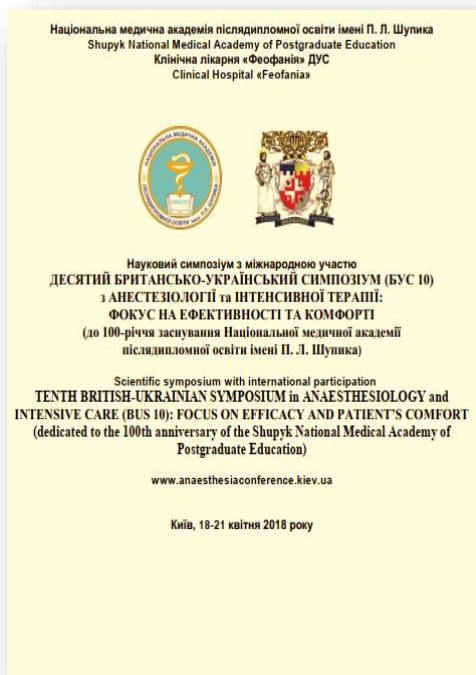 Національна медична академія післядипломної освіти імені П. Л. Шупика
Shupyk National Medical Academy of Postgraduate Education
Клінічна лікарня «Феофанія» ДУС
Clinical Hospital «Feofania»
Науковий симпозіум з міжнародною участю
ДЕСЯТИЙ БРИТАНСЬКО-УКРАЇНСЬКИЙ СИМПОЗІУМ (БУС 10)
з АНЕСТЕЗІОЛОГІЇ та ІНТЕНСИВНОЇ ТЕРАПІЇ:
ФОКУС НА ЕФЕКТИВНОСТІ ТА КОМФОРТІ
(до 100-річчя заснування Національної медичної академії
післядипломної освіти імені П. Л. Шупика)
Scientific symposium with international participation
TENTH BRITISH-UKRAINIAN SYMPOSIUM in ANAESTHESIOLOGY and
INTENSIVE CARE (BUS 10): FOCUS ON EFFICACY AND PATIENT'S COMFORT
(dedicated to the 100th anniversary of the Shupyk National Medical Academy of
Postgraduate Education)
www.anaesthesiaconference.kiev.ua
Київ, 18-21 квітня 2018 року